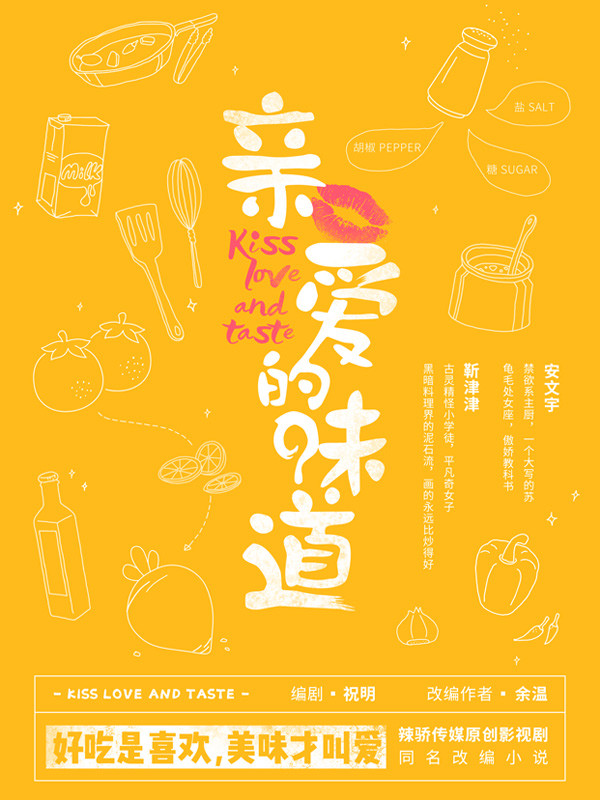 盐 SALT
胡椒 PEPPER
糖 SUGAR
Milk
亲爱的味道
Kiss
love
and
taste
安文宇
禁欲系主厨，一个大写的苏
龟毛处女座，傲娇教科书
靳津津
古灵精怪小学徒，平凡奇女子
黑暗料理界的泥石流，画的永远比炒得好
- KISS LOVE AND TASTE -
编剧·祝明
改编作者·余温
好吃是喜欢，美味才叫爱
辣骄传媒原创影视剧
同名改编小说